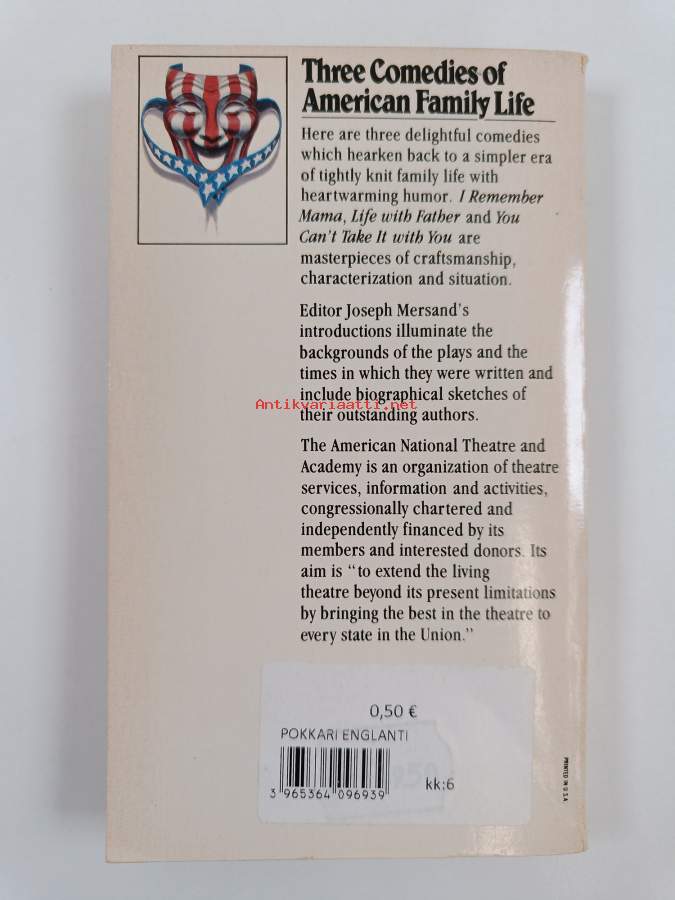 Three Comedies of
American Family Life
Here are three delightful comedies
which hearken back to a simpler era
of tightly knit family life with
heartwarming humor. I Remember
Mama, Life with Father and You
Can't Take It with You are
masterpieces of craftsmanship,
characterization and situation.
Editor Joseph Mersand's
introductions illuminate the
backgrounds of the plays and the
times in which they were written and
include biographical sketches of
Antikvariaatti.net
their outstanding authors.
The American National Theatre and
Academy is an organization of theatre
services, information and activities,
congressionally chartered and
independently financed by its
members and interested donors. Its
aim is "to extend the living
theatre beyond its present limitations
by bringing the best in the theatre to
every state in the Union."
0,50 €
POKKARI ENGLANTI
3 965364 096939
kk:6
PRINTED IN U.S.A.